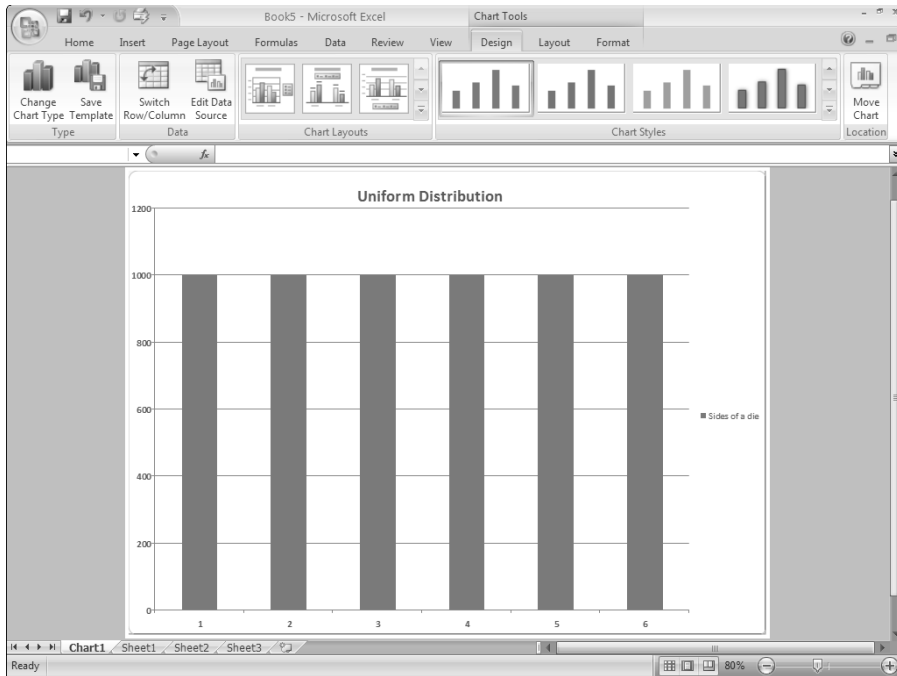 Book5 - Microsoft Excel
Chart Tools
Home Insert Page Layout Formulas Data Review View Design Layout Format
Change Chart Type
Save Template
Switch Row/Column
Edit Data Source
Move Chart
Type Data Chart Layouts Chart Styles Location
fx
Uniform Distribution
1200
1000
800
600
400
200
0
1 2 3 4 5 6
Sides of a die
Chart1 Sheet1 Sheet2 Sheet3
Ready
80%